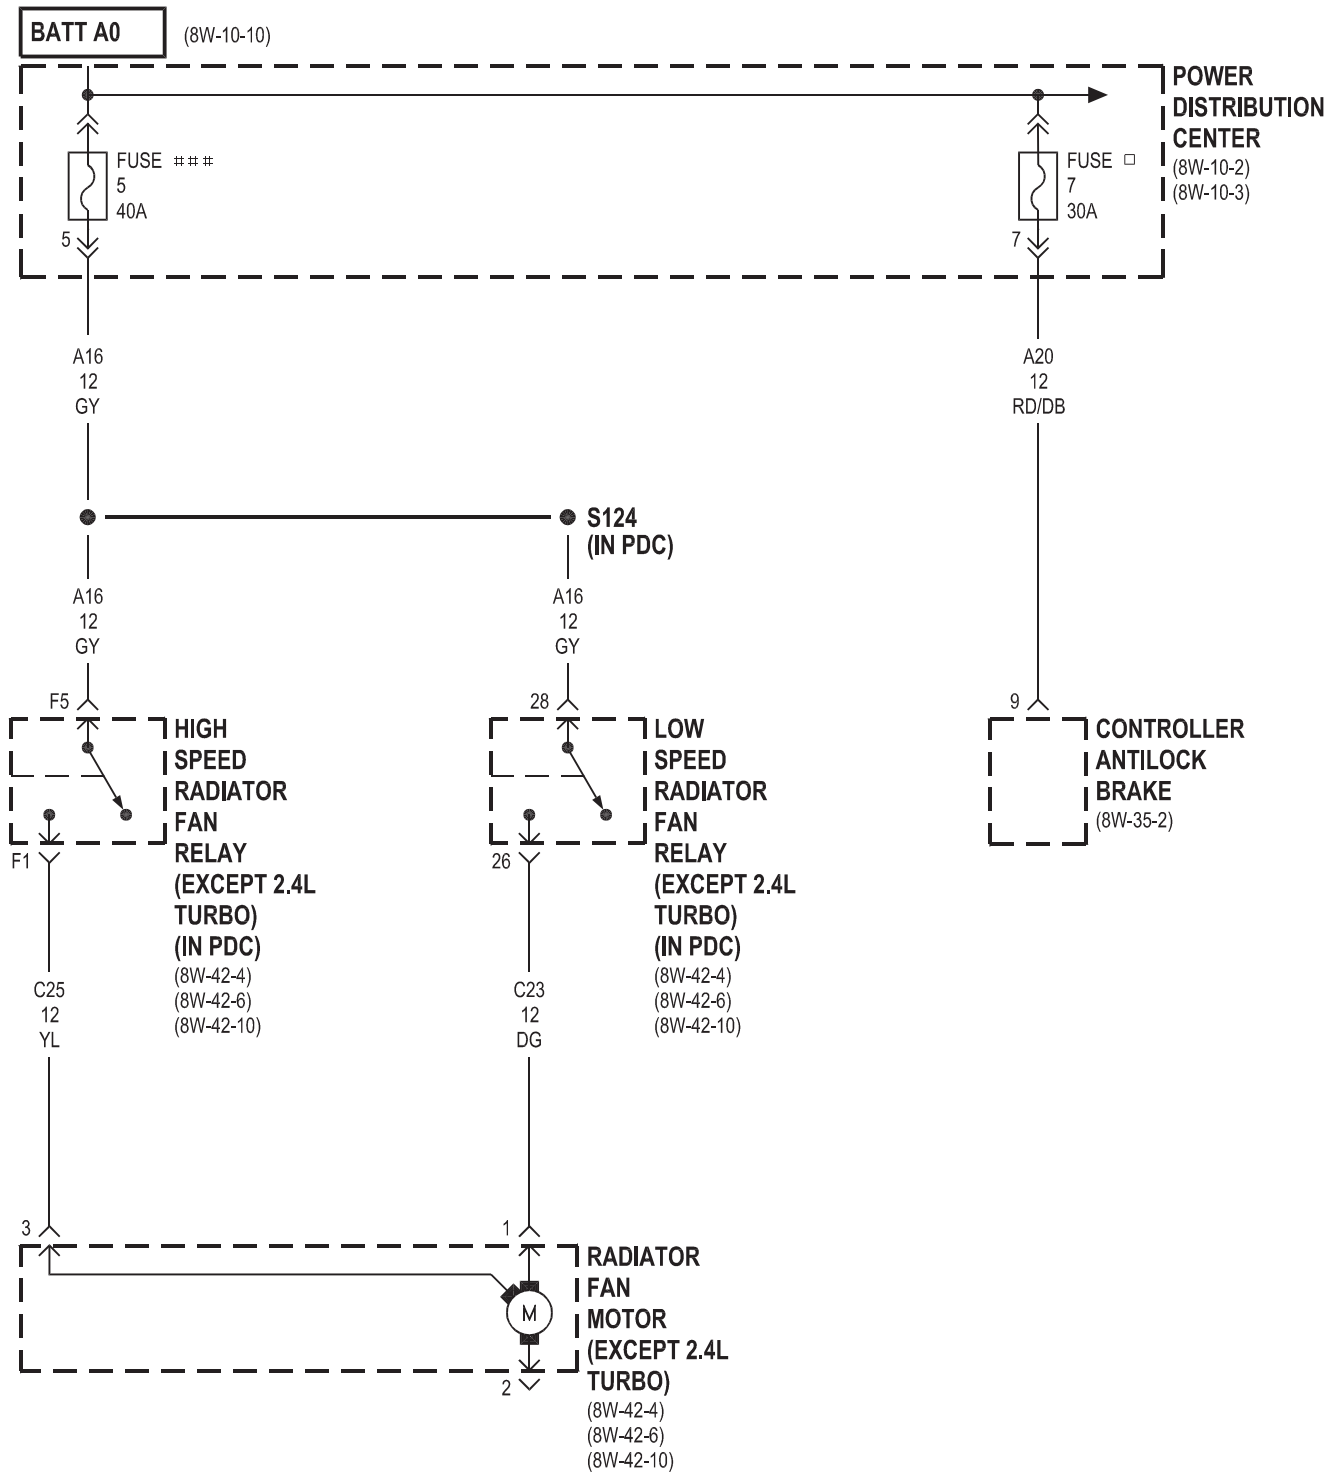 BATT A0
(8W-10-10)
POWER
DISTRIBUTION
CENTER
(8W-10-2)
(8W-10-3)
FUSE ###
5
40A
5
FUSE □
7
30A
7
A16
12
GY
A20
12
RD/DB
S124
(IN PDC)
A16
12
GY
A16
12
GY
F5
HIGH
SPEED
RADIATOR
FAN
RELAY
(EXCEPT 2.4L
TURBO)
(IN PDC)
(8W-42-4)
(8W-42-6)
(8W-42-10)
F1
28
LOW
SPEED
RADIATOR
FAN
RELAY
(EXCEPT 2.4L
TURBO)
(IN PDC)
(8W-42-4)
(8W-42-6)
(8W-42-10)
26
9
CONTROLLER
ANTILOCK
BRAKE
(8W-35-2)
C25
12
YL
C23
12
DG
3
1
M
2
RADIATOR
FAN
MOTOR
(EXCEPT 2.4L
TURBO)
(8W-42-4)
(8W-42-6)
(8W-42-10)